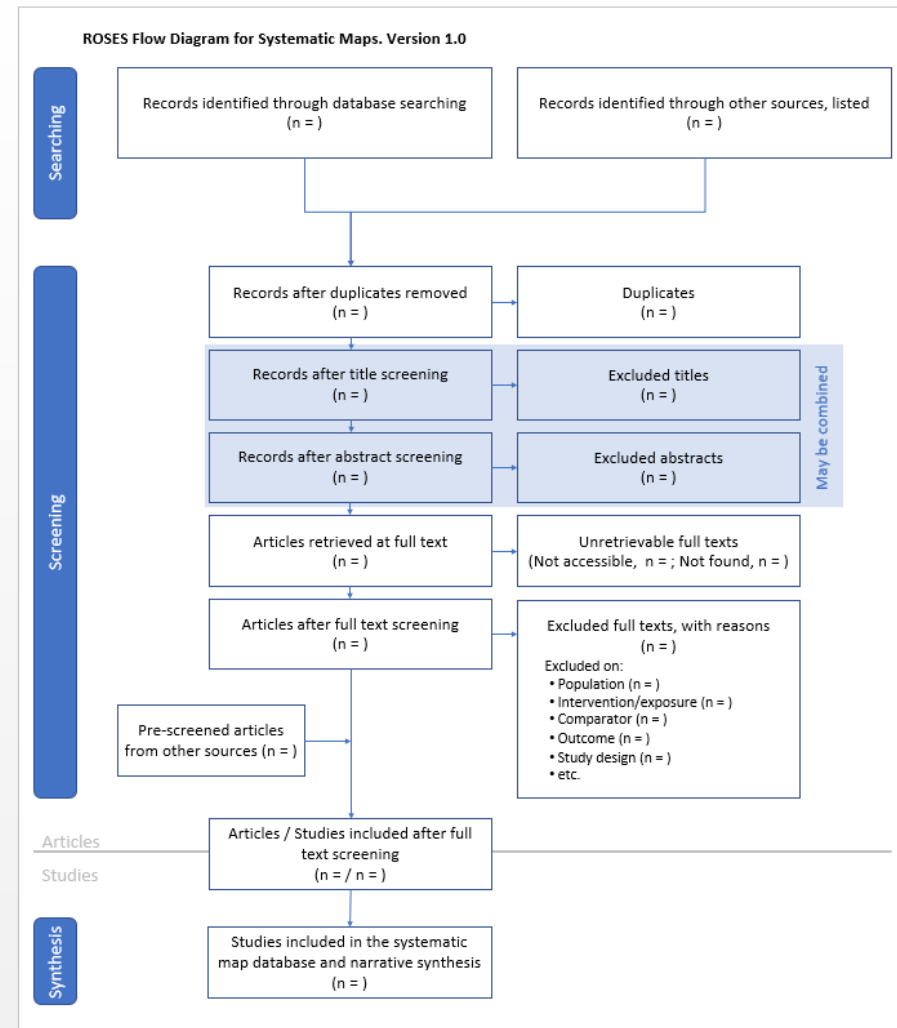 ROSES Flow Diagram for Systematic Maps. Version 1.0
Searching
Records identified through database searching
(n = )
Records identified through other sources, listed
(n = )
Screening
Records after duplicates removed
(n = )
Duplicates
(n = )
Records after title screening
(n = )
Excluded titles
(n = )
May be combined
Records after abstract screening
(n = )
Excluded abstracts
(n = )
Articles retrieved at full text
(n = )
Unretrievable full texts
(Not accessible, n = ; Not found, n = )
Articles after full text screening
(n = )
Excluded full texts, with reasons
(n = )
Excluded on:
• Population (n = )
• Intervention/exposure (n = )
• Comparator (n = )
• Outcome (n = )
• Study design (n = )
• etc.
Pre-screened articles
from other sources (n = )
Articles
Studies
Articles / Studies included after full
text screening
(n = / n = )
Synthesis
Studies included in the systematic
map database and narrative synthesis
(n = )